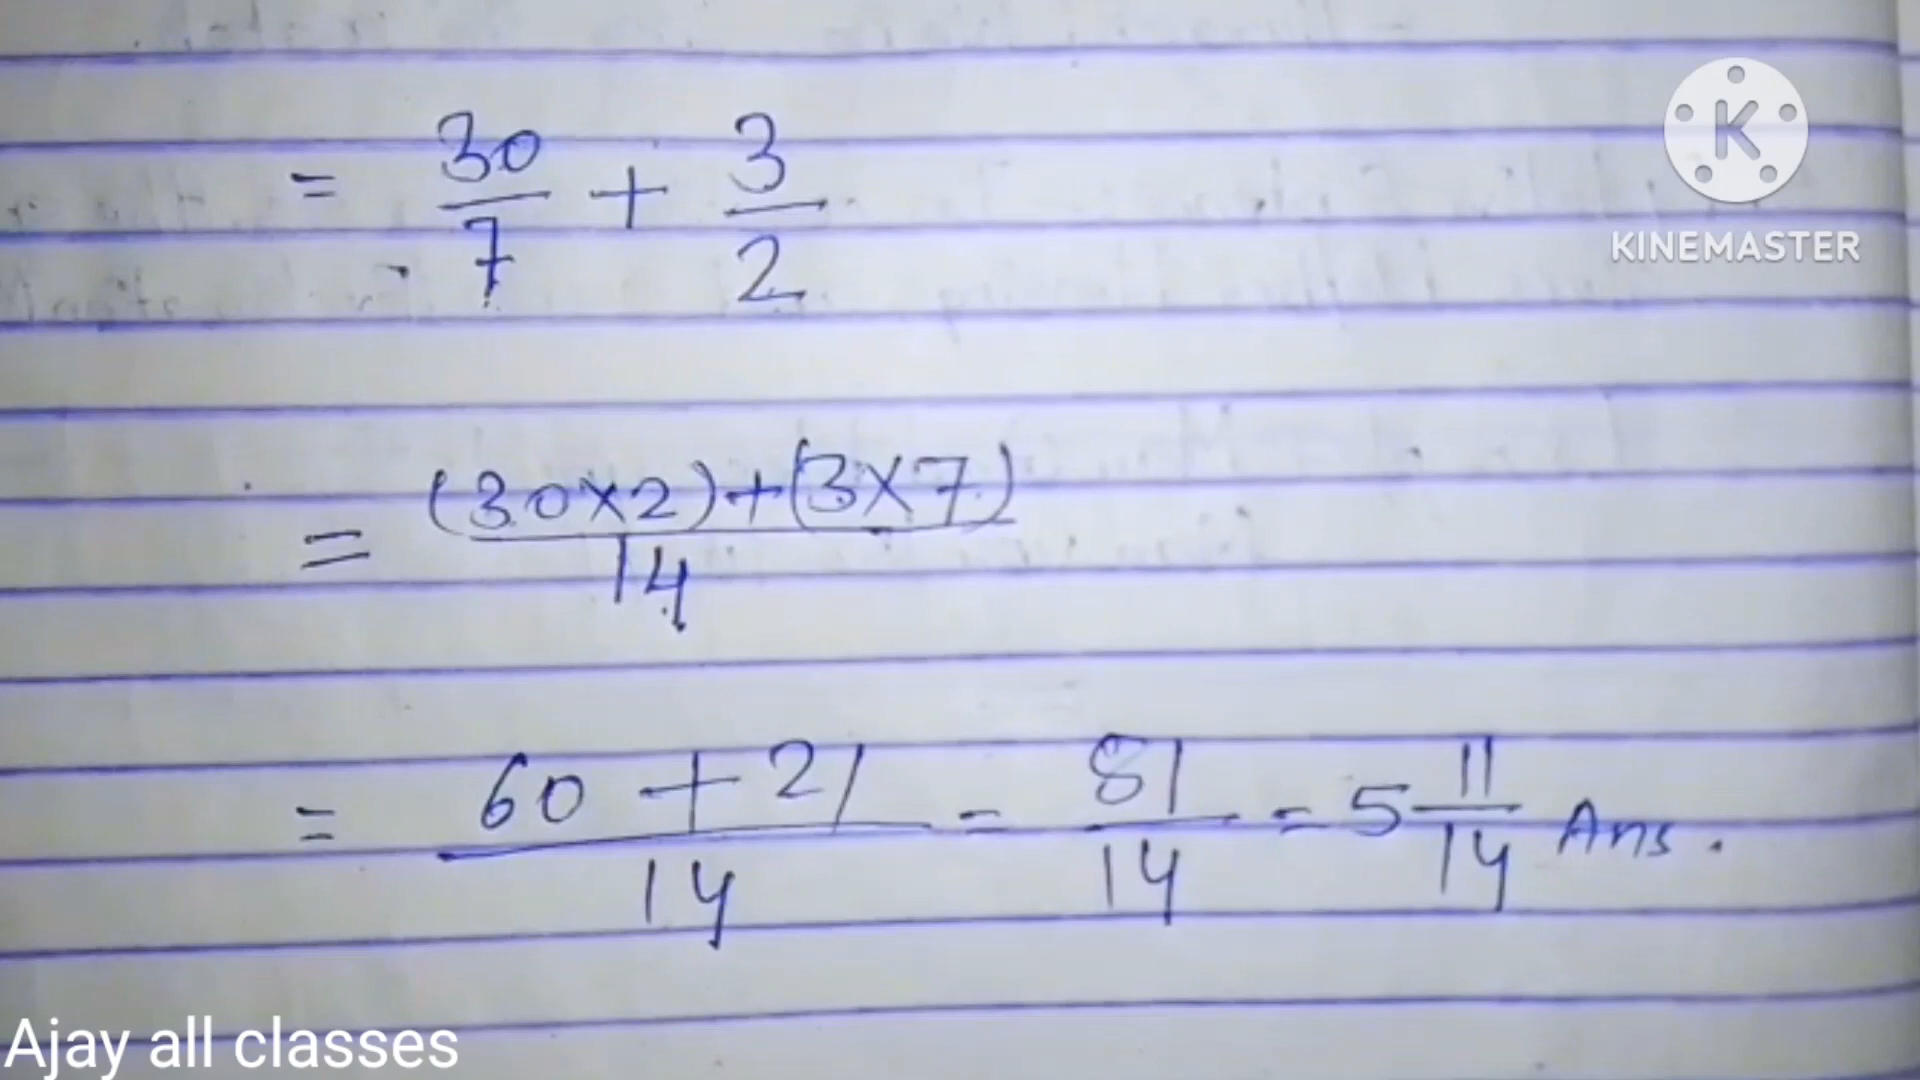 = 30/7 + 3/2
K
KINEMASTER
= (30×2)+(3×7)/14
= 60 + 21/14 = 81/14 = 5 11/14 Ans.
Ajay all classes